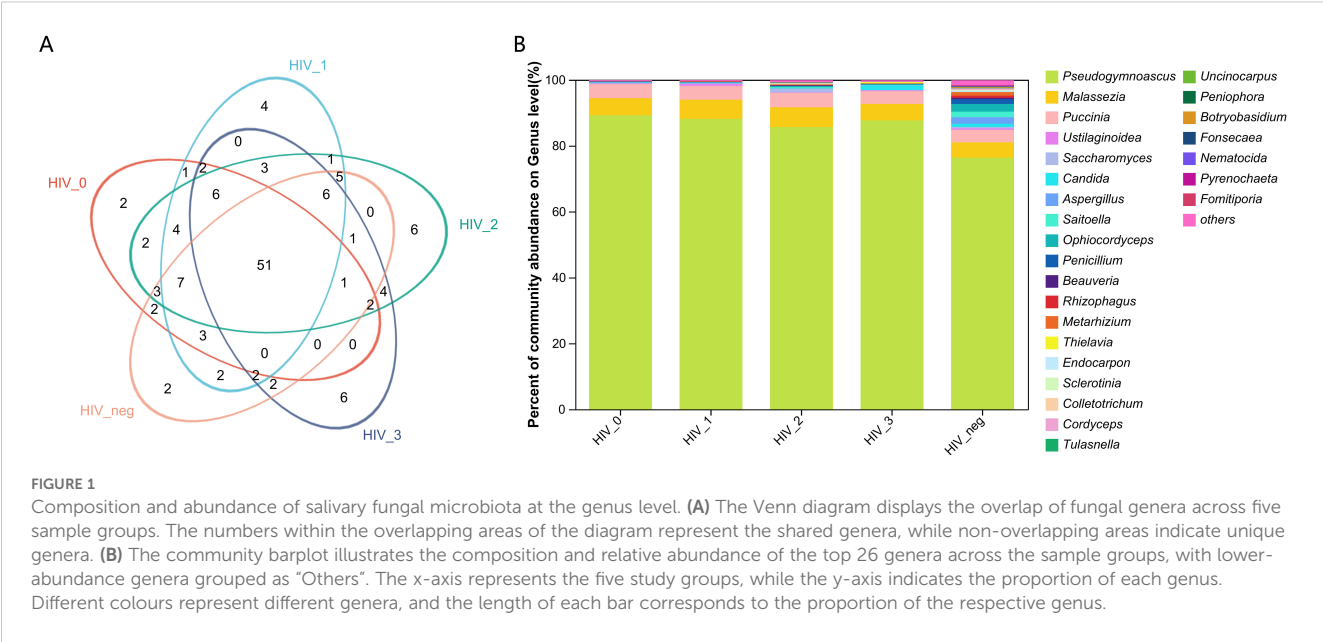 A
HIV_1
4
0
1
3
1
2
5
HIV_0
2
6
6
0
6
HIV_2
2
4
1
51
7
1
3
4
2
2
3
0
0
0
2
2
2
2
6
HIV_neg
HIV_3
B
Percent of community abundance on Genus level(%)
100
80
60
40
20
0
HIV_0
HIV_1
HIV_2
HIV_3
HIV_neg
Pseudogymnoascus
Malassezia
Puccinia
Ustilaginoidea
Saccharomyces
Candida
Aspergillus
Saitoella
Ophiocordyceps
Penicillium
Beauveria
Rhizophagus
Metarhizium
Thielavia
Endocarpon
Sclerotinia
Colletotrichum
Cordyceps
Tulasnella
Uncinocarpus
Peniophora
Botryobasidium
Fonsecaea
Nematocida
Pyrenochaeta
Fomitiporia
others
FIGURE 1
Composition and abundance of salivary fungal microbiota at the genus level. (A) The Venn diagram displays the overlap of fungal genera across five
sample groups. The numbers within the overlapping areas of the diagram represent the shared genera, while non-overlapping areas indicate unique
genera. (B) The community barplot illustrates the composition and relative abundance of the top 26 genera across the sample groups, with lower-
abundance genera grouped as “Others”. The x-axis represents the five study groups, while the y-axis indicates the proportion of each genus.
Different colours represent different genera, and the length of each bar corresponds to the proportion of the respective genus.